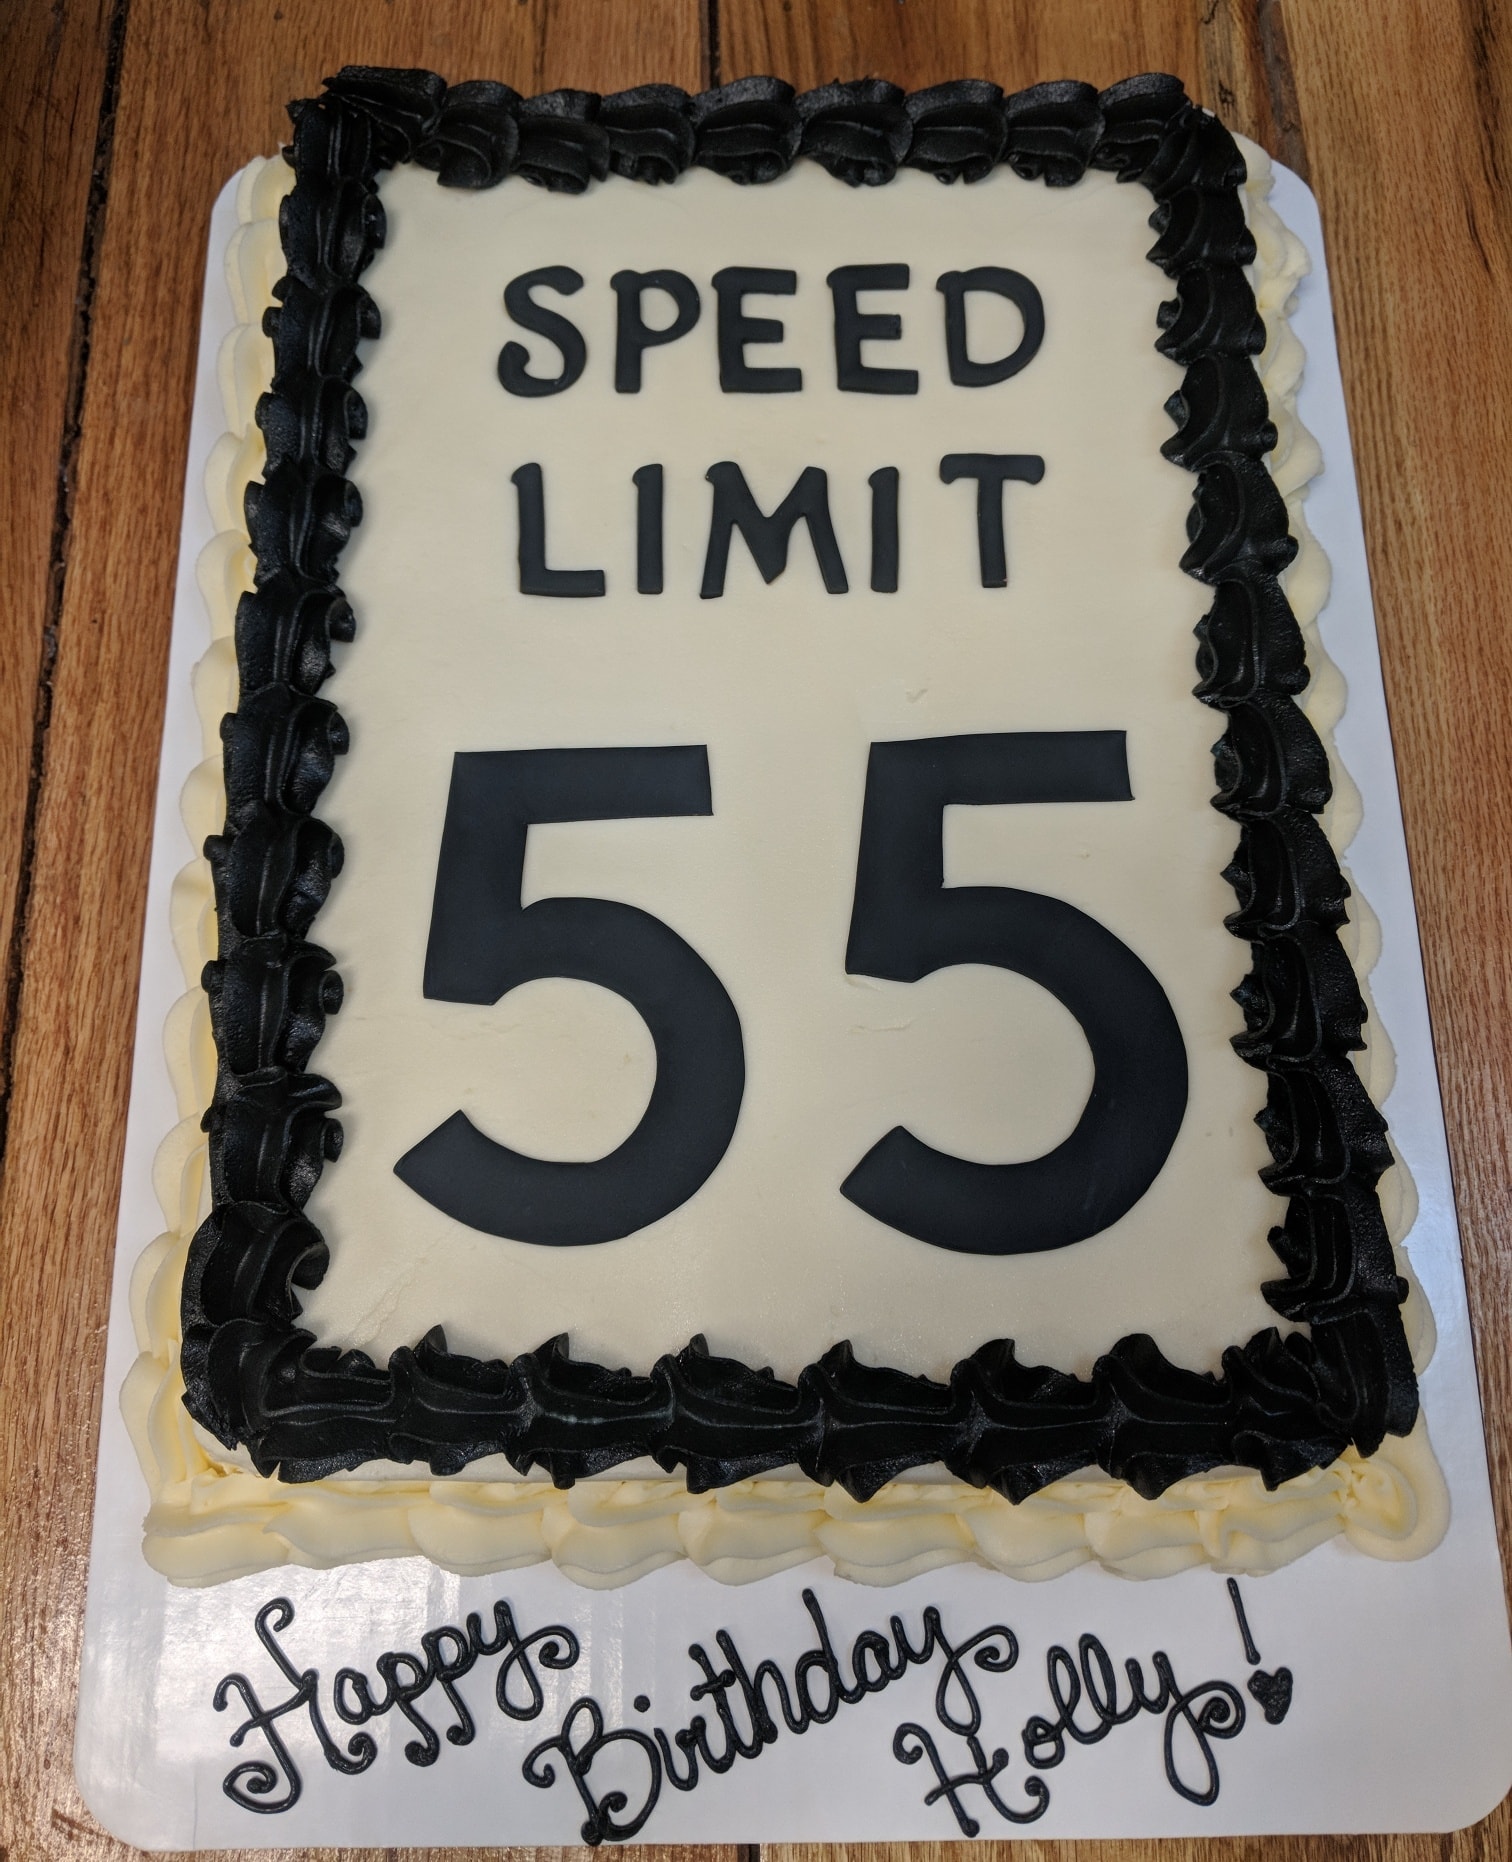 SPEED
LIMIT
55
Happy Birthday Holly!